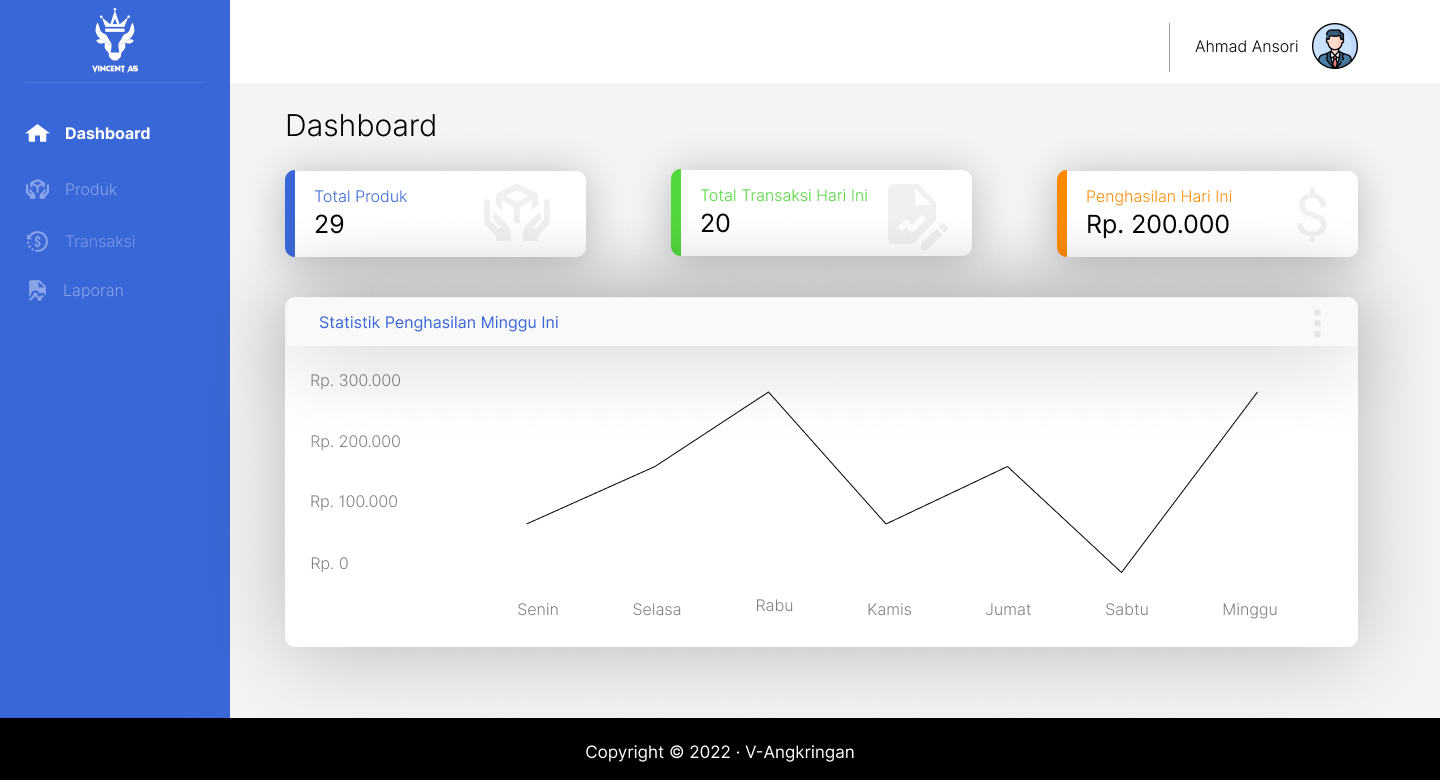 VINCENT A5
Ahmad Ansori
Dashboard
Produk
Transaksi
Laporan
Dashboard
Total Produk
29
Total Transaksi Hari Ini
20
Penghasilan Hari Ini
Rp. 200.000
Statistik Penghasilan Minggu Ini
Rp. 300.000
Rp. 200.000
Rp. 100.000
Rp. 0
Senin Selasa Rabu Kamis Jumat Sabtu Minggu
Copyright © 2022 · V-Angkringan